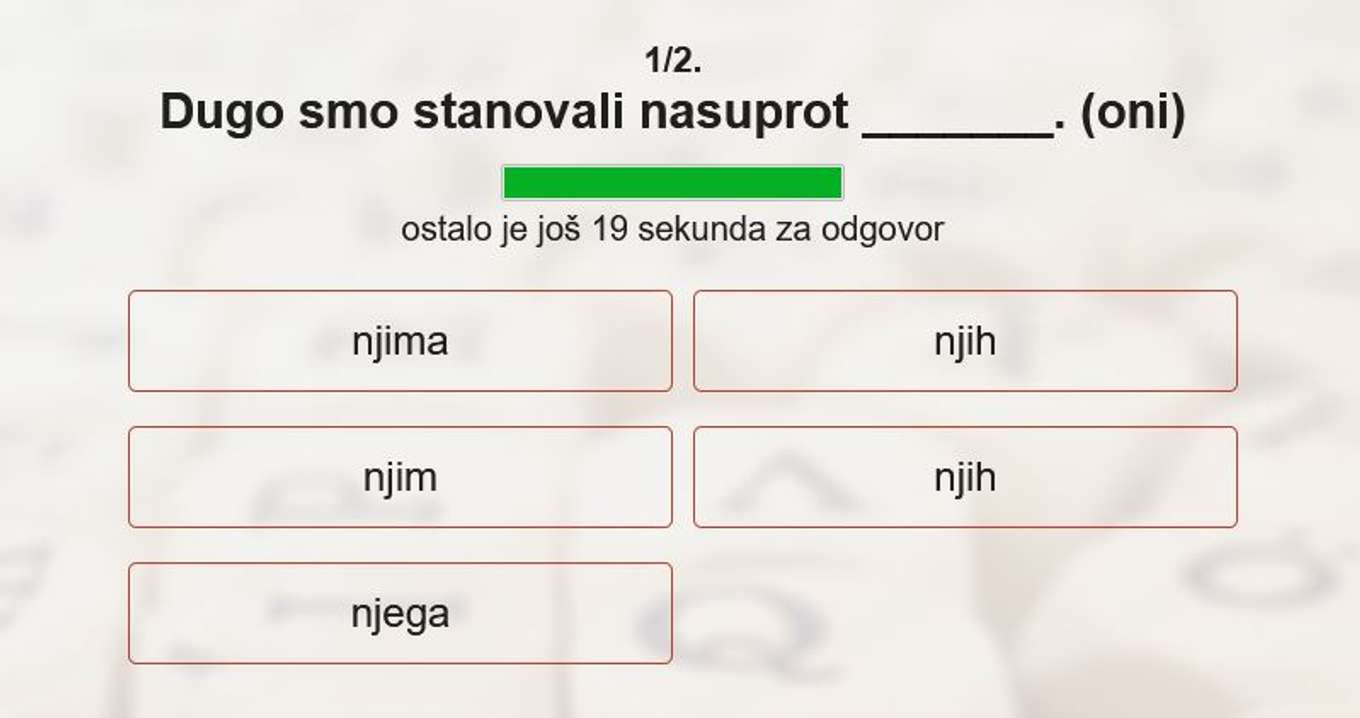 1/2.
Dugo smo stanovali nasuprot _______. (oni)
ostalo je još 19 sekunda za odgovor
njima
njih
njim
njih
njega